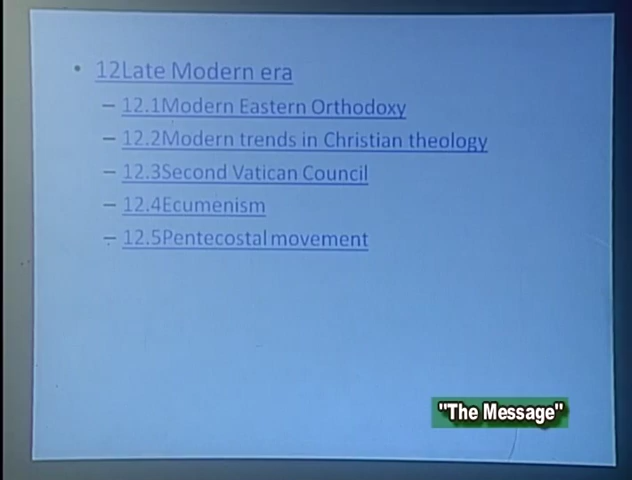 • 12Late Modern era
– 12.1Modern Eastern Orthodoxy
– 12.2Modern trends in Christian theology
– 12.3Second Vatican Council
– 12.4Ecumenism
– 12.5Pentecostal movement
"The Message"